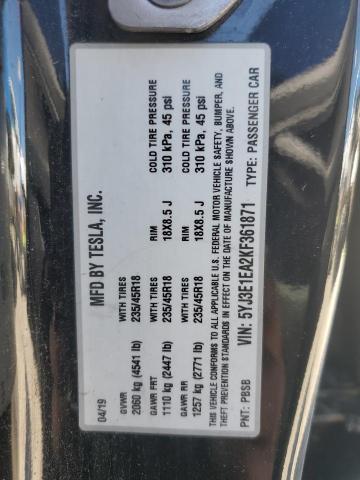 MFD BY TESLA, INC.
04/19
GVWR WITH TIRES RIM COLD TIRE PRESSURE
2060 kg (4541 lb) 235/45R18 18X8.5 J 310 kPa, 45 psi
GAWR FRT WITH TIRES RIM COLD TIRE PRESSURE
1110 kg (2447 lb) 235/45R18 18X8.5 J 310 kPa, 45 psi
GAWR RR
1257 kg (2771 lb)
THIS VEHICLE CONFORMS TO ALL APPLICABLE U.S. FEDERAL MOTOR VEHICLE SAFETY, BUMPER, AND
THEFT PREVENTION STANDARDS IN EFFECT ON THE DATE OF MANUFACTURE SHOWN ABOVE.
VIN: 5YJ3E1EA2KF361871 TYPE: PASSENGER CAR
PNT: PBSB